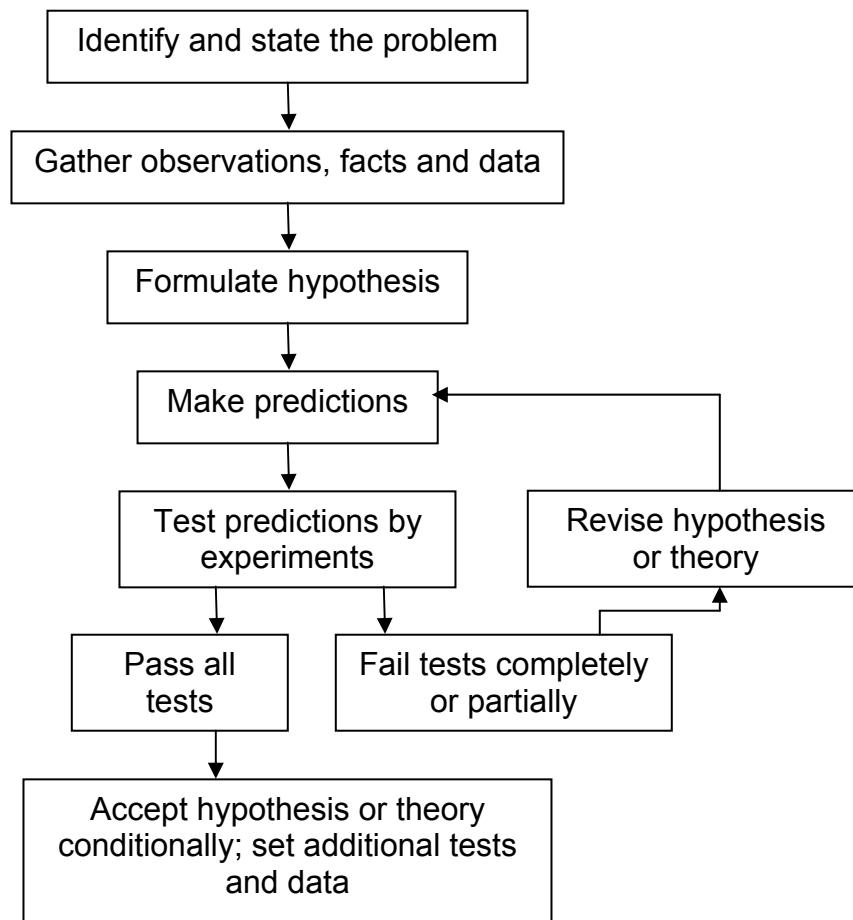 Identify and state the problem
Gather observations, facts and data
Formulate hypothesis
Make predictions
Test predictions by
experiments
Revise hypothesis
or theory
Pass all
tests
Fail tests completely
or partially
Accept hypothesis or theory
conditionally; set additional tests
and data